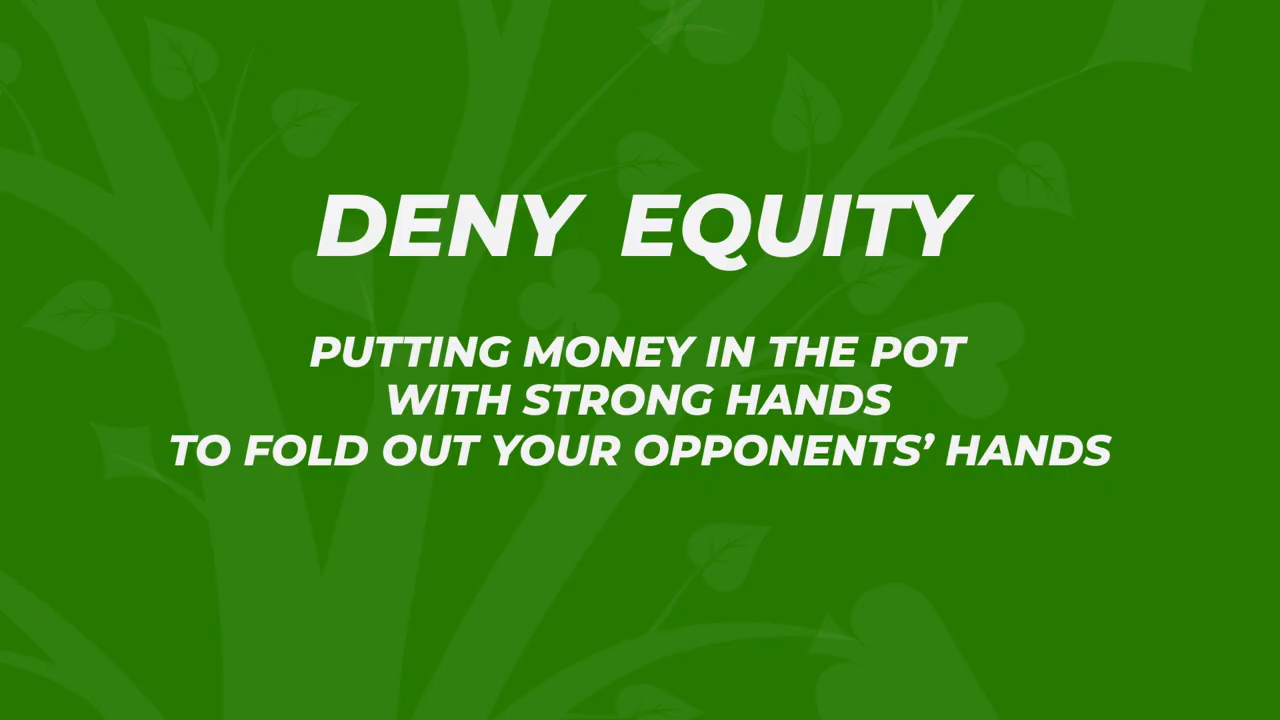 DENY EQUITY
PUTTING MONEY IN THE POT
WITH STRONG HANDS
TO FOLD OUT YOUR OPPONENTS’ HANDS